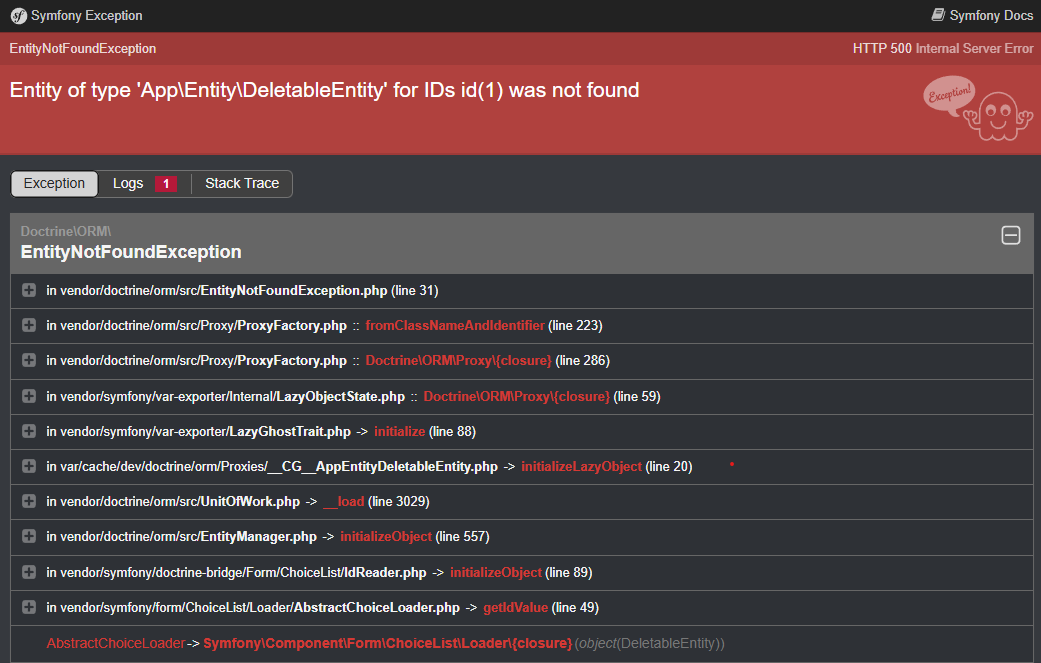 Symfony Exception
Symfony Docs
EntityNotFoundException
HTTP 500 Internal Server Error
Entity of type 'App\Entity\DeletableEntity' for IDs id(1) was not found
Exception!
Exception
Logs 1
Stack Trace
Doctrine\ORM\
EntityNotFoundException
in vendor/doctrine/orm/src/EntityNotFoundException.php (line 31)
in vendor/doctrine/orm/src/Proxy/ProxyFactory.php :: fromClassNameAndIdentifier (line 223)
in vendor/doctrine/orm/src/Proxy/ProxyFactory.php :: Doctrine\ORM\Proxy\{closure} (line 286)
in vendor/symfony/var-exporter/Internal/LazyObjectState.php :: Doctrine\ORM\Proxy\{closure} (line 59)
in vendor/symfony/var-exporter/LazyGhostTrait.php -> initialize (line 88)
in var/cache/dev/doctrine/orm/Proxies/__CG__AppEntityDeletableEntity.php -> initializeLazyObject (line 20) *
in vendor/doctrine/orm/src/UnitOfWork.php -> __load (line 3029)
in vendor/doctrine/orm/src/EntityManager.php -> initializeObject (line 557)
in vendor/symfony/doctrine-bridge/Form/ChoiceList/IdReader.php -> initializeObject (line 89)
in vendor/symfony/form/ChoiceList/Loader/AbstractChoiceLoader.php -> getIdValue (line 49)
AbstractChoiceLoader->Symfony\Component\Form\ChoiceList\Loader\{closure}(object(DeletableEntity))